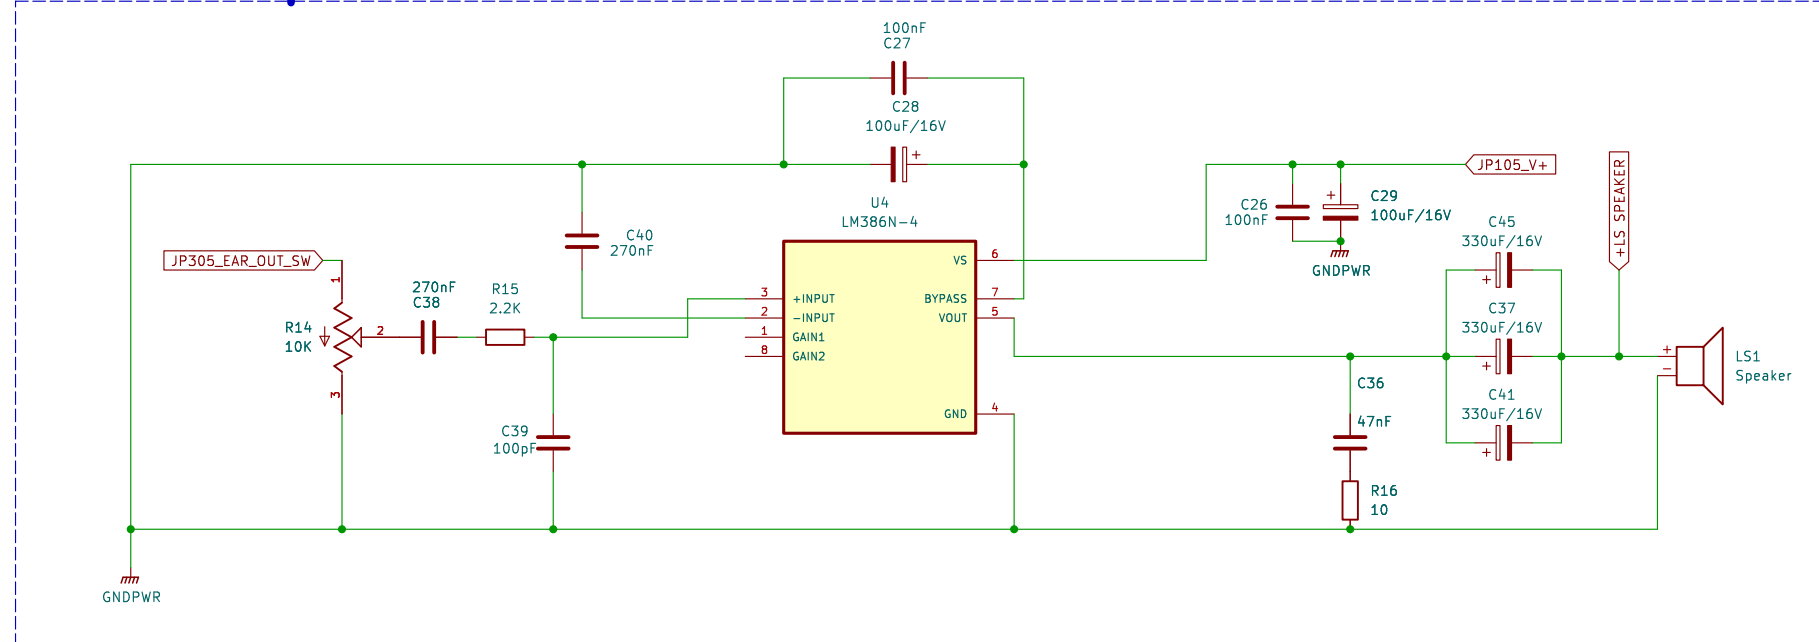 100nF
C27
C28
100uF/16V
+
U4
LM386N-4
C40
270nF
JP305_EAR_OUT_SW
1
R14
10K
2
3
270nF
C38
R15
2.2K
C39
100pF
3
+INPUT
2
-INPUT
1
GAIN1
8
GAIN2
VS
6
BYPASS
7
VOUT
5
GND
4
JP105_V+
C26
100nF
+
C29
100uF/16V
GNDPWR
+LS SPEAKER
C45
330uF/16V
+
C37
330uF/16V
+
C41
330uF/16V
+
C36
47nF
R16
10
+
-
LS1
Speaker
GNDPWR